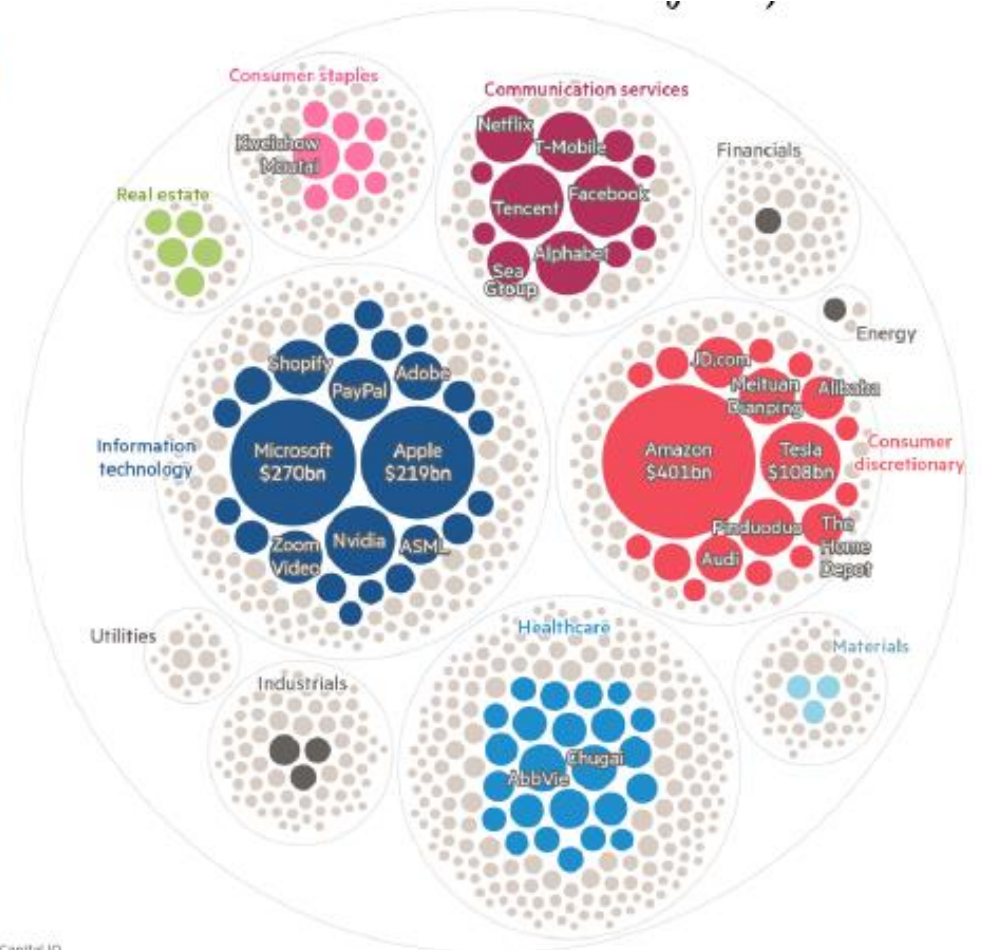 Consumer staples
Communication services
Netflix
T-Mobile
Kweichow
Moutai
Financials
Real estate
Tencent
Facebook
Alphabet
Sea
Group
Energy
Shopify
PayPal
Adobe
JD.com
Meituan
Dianping
Alibaba
Information
technology
Microsoft
$270bn
Apple
$219bn
Amazon
$401bn
Tesla
$108bn
Consumer
discretionary
Zoom
Video
Nvidia
ASML
Pinduoduo
Audi
The
Home
Depot
Utilities
Healthcare
Materials
Industrials
Chugai
AbbVie
Capital IQ